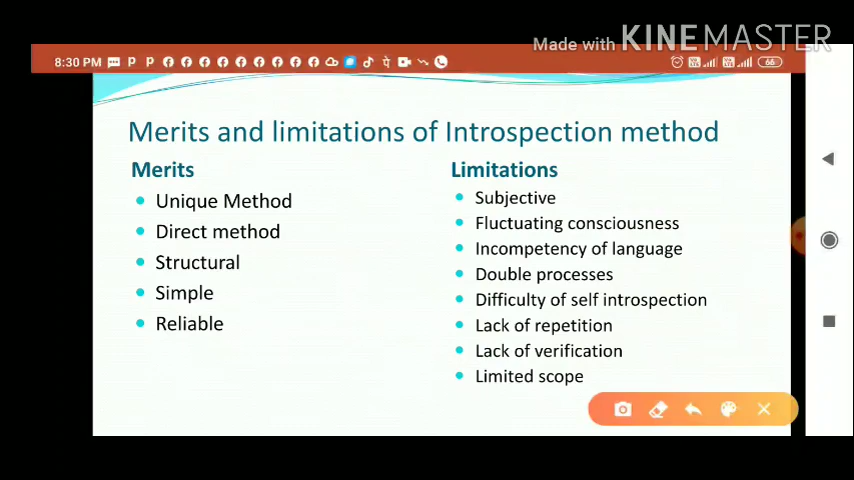 Made with KINEMASTER
8:30 PM
66
Merits and limitations of Introspection method
Merits
Unique Method
Direct method
Structural
Simple
Reliable
Limitations
Subjective
Fluctuating consciousness
Incompetency of language
Double processes
Difficulty of self introspection
Lack of repetition
Lack of verification
Limited scope